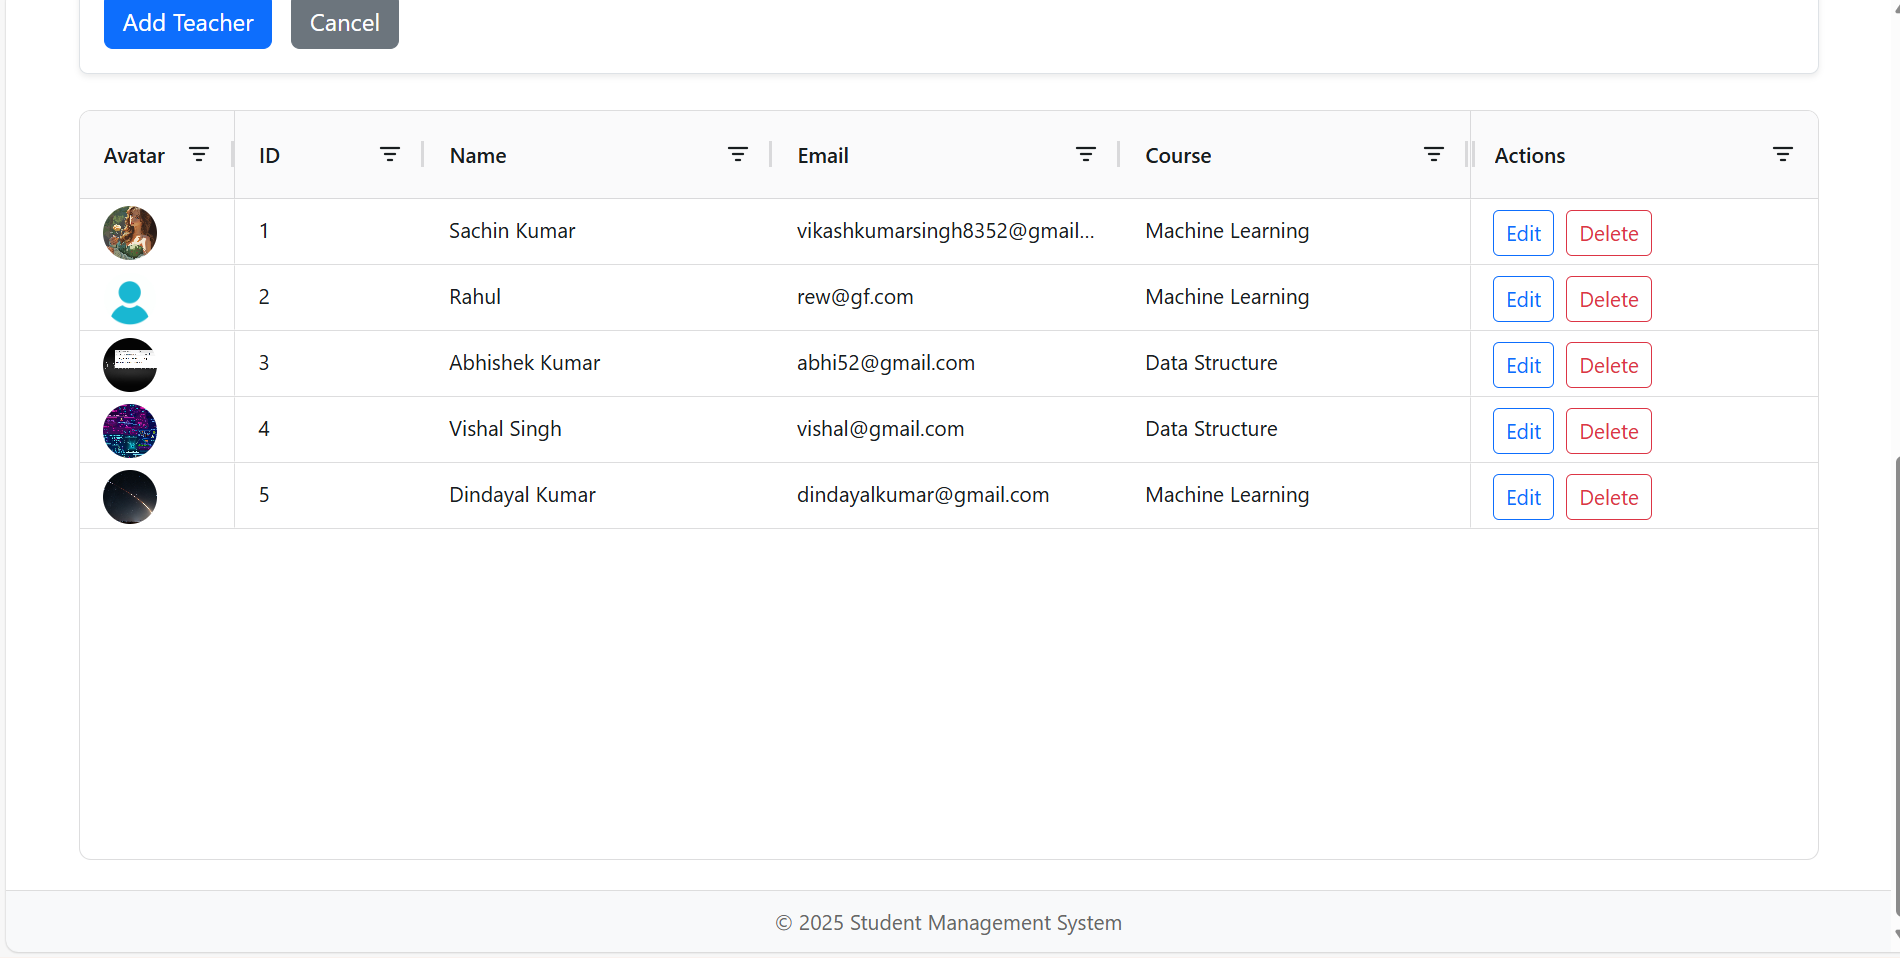 Add Teacher Cancel
Avatar ID Name Email Course Actions
1 Sachin Kumar vikashkumarsingh8352@gmail... Machine Learning Edit Delete
2 Rahul rew@gf.com Machine Learning Edit Delete
3 Abhishek Kumar abhi52@gmail.com Data Structure Edit Delete
4 Vishal Singh vishal@gmail.com Data Structure Edit Delete
5 Dindayal Kumar dindayalkumar@gmail.com Machine Learning Edit Delete
© 2025 Student Management System